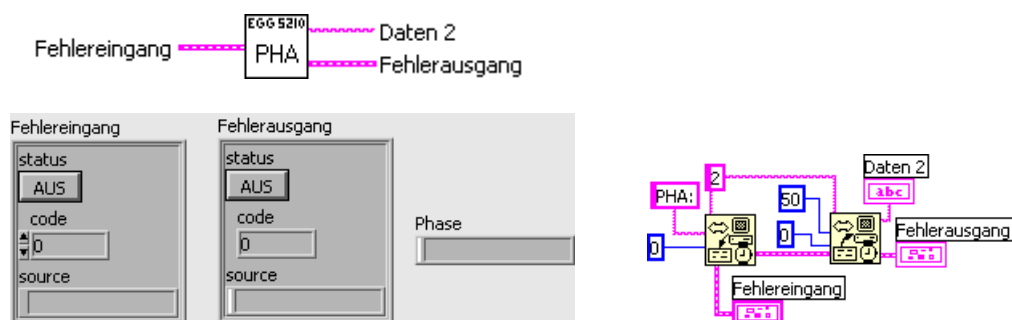 EGG 5210
PHA
Fehlereingang
Daten 2
Fehlerausgang
Fehlereingang
status
AUS
code
0
source
Fehlerausgang
status
AUS
code
0
source
Phase
PHA:
2
0
50
0
Daten 2
abc
Fehlerausgang
Fehlereingang